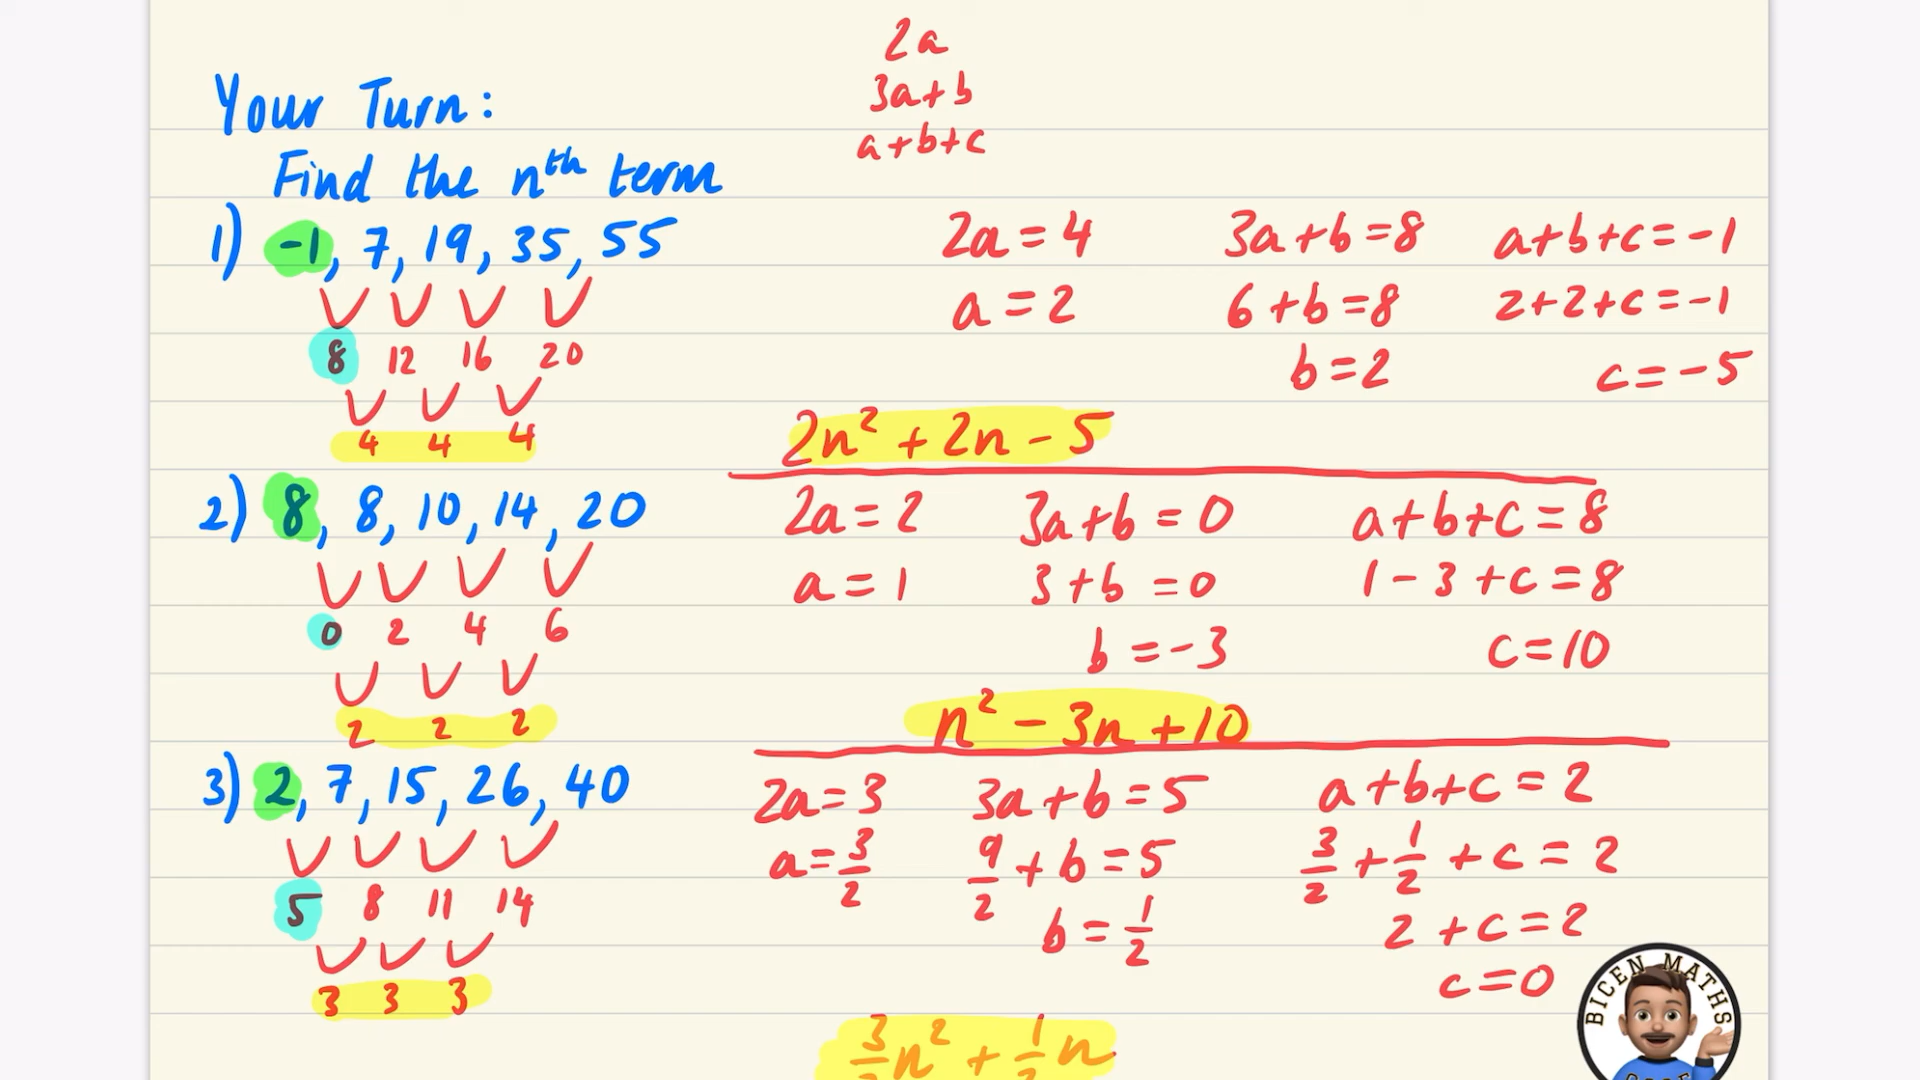 2a
3a+b
a+b+c
Your Turn:
Find the nth term
1) -1, 7, 19, 35, 55
2a = 4 3a+b=8 a+b+c=-1
a = 2 6+b=8 2+2+c=-1
8 12 16 20
b=2 c=-5
4 4 4
2n² + 2n - 5
2) 8, 8, 10, 14, 20
2a = 2 3a+b = 0 a+b+c = 8
a = 1 3+b = 0 1-3+c = 8
0 2 4 6
b = -3 c = 10
2 2 2
n² - 3n + 10
3) 2, 7, 15, 26, 40
2a=3 3a+b=5 a+b+c = 2
a=3/2 9/2+b=5 3/2+1/2+c = 2
5 8 11 14
b = 1/2 2+c=2
c=0
3 3 3
n² + n
BICEN MATHS